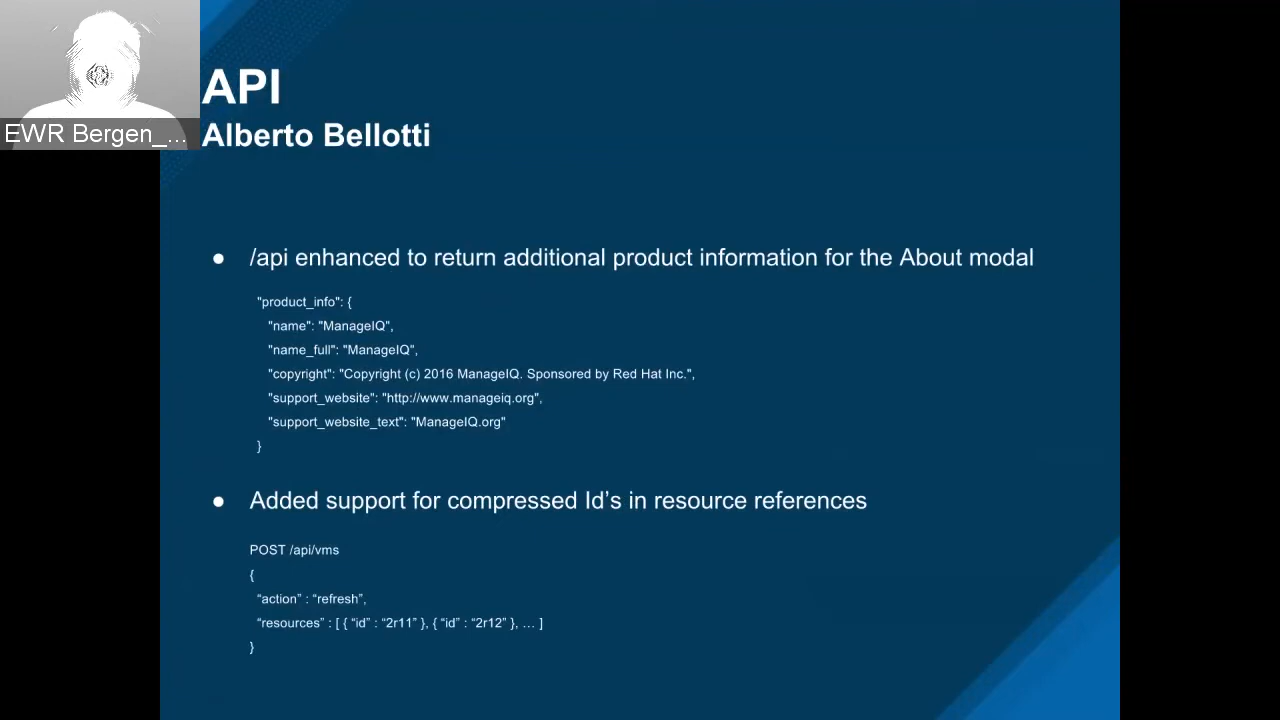 API
EWR Bergen_...
Alberto Bellotti
● /api enhanced to return additional product information for the About modal
"product_info": {
"name": "ManageIQ",
"name_full": "ManageIQ",
"copyright": "Copyright (c) 2016 ManageIQ. Sponsored by Red Hat Inc.",
"support_website": "http://www.manageiq.org",
"support_website_text": "ManageIQ.org"
}
● Added support for compressed Id’s in resource references
POST /api/vms
{
“action” : “refresh”,
“resources” : [ { “id” : “2r11” }, { “id” : “2r12” }, … ]
}